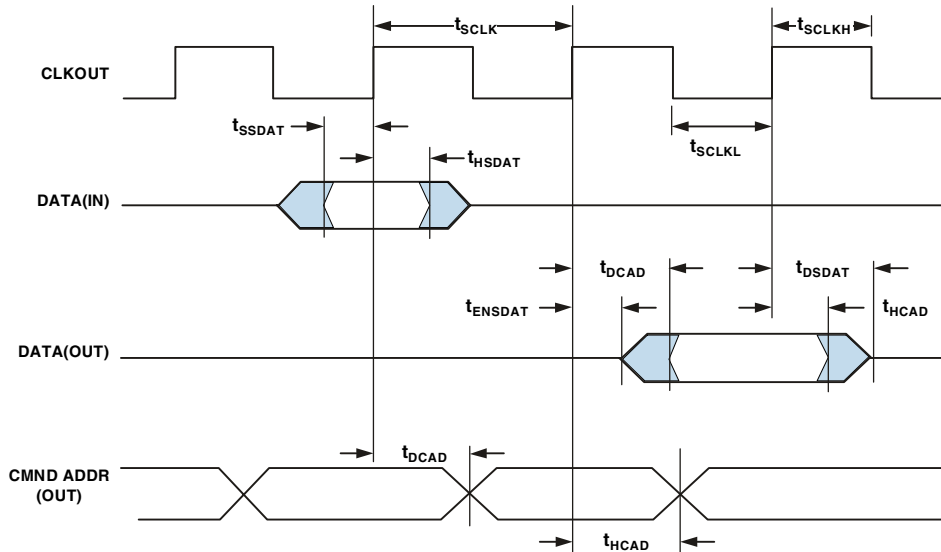 tSCLK
tSCLKH
CLKOUT
tSSDAT
tHSDAT
tSCLKL
DATA(IN)
tDCAD
tDSDAT
tENSDAT
tHCAD
DATA(OUT)
tDCAD
CMND ADDR
(OUT)
tHCAD